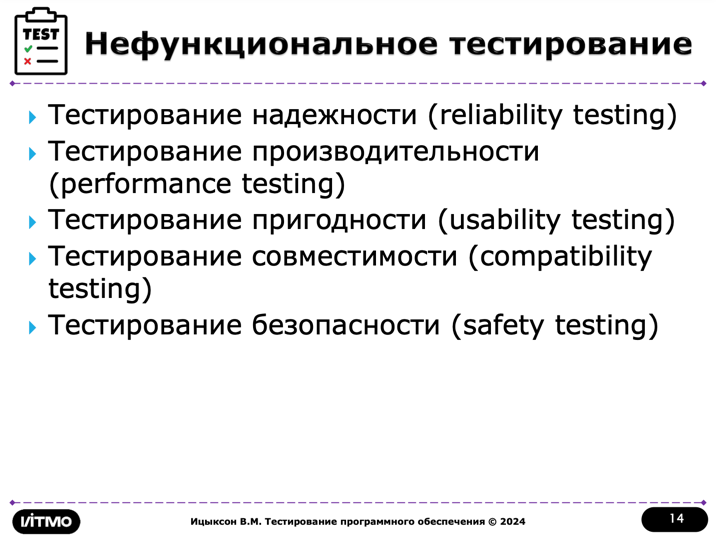 TEST
Нефункциональное тестирование
Тестирование надежности (reliability testing)
Тестирование производительности
(performance testing)
Тестирование пригодности (usability testing)
Тестирование совместимости (compatibility
testing)
Тестирование безопасности (safety testing)
ИТМО
Ицыксон В.М. Тестирование программного обеспечения © 2024
14